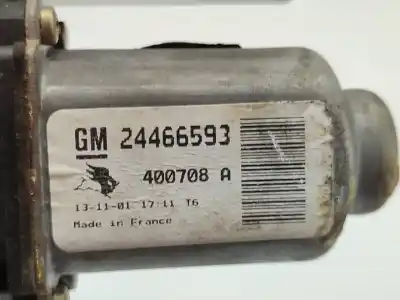 GM 24466593
400708 A
13-11-01 17:11 T6
Made in France